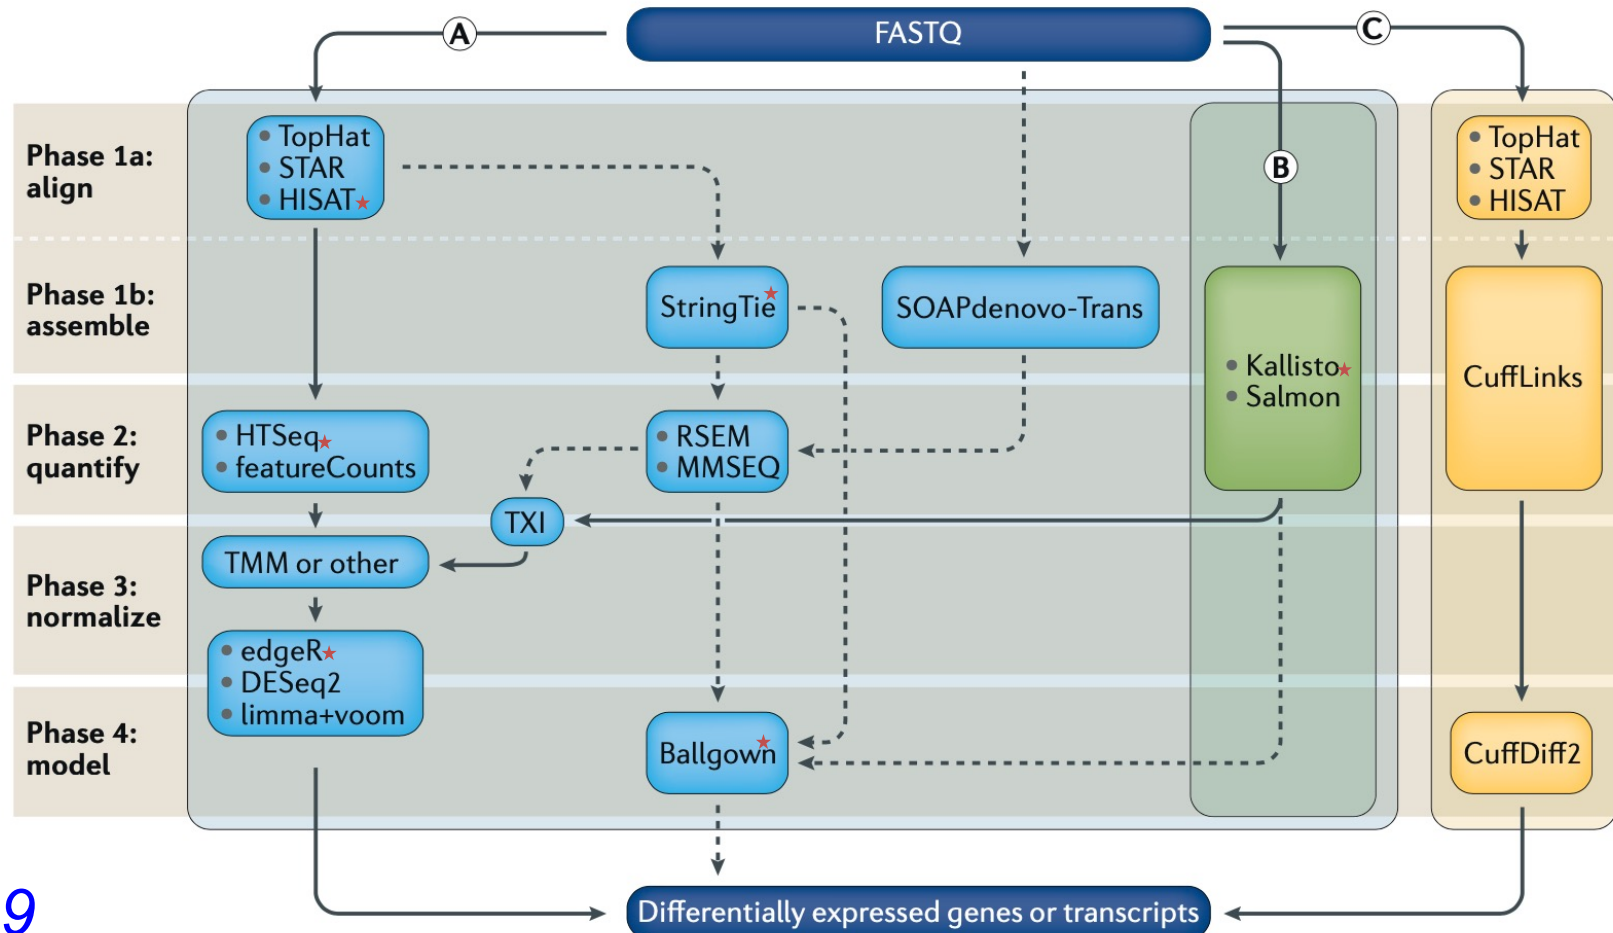 FASTQ
A
C
Phase 1a:
align
• TopHat
• STAR
• HISAT
B
• TopHat
• STAR
• HISAT
Phase 1b:
assemble
StringTie
SOAPdenovo-Trans
• Kallisto
• Salmon
CuffLinks
Phase 2:
quantify
• HTSeq
• featureCounts
• RSEM
• MMSEQ
TXI
Phase 3:
normalize
TMM or other
• edgeR
• DESeq2
• limma+voom
Phase 4:
model
Ballgown
CuffDiff2
Differentially expressed genes or transcripts
9